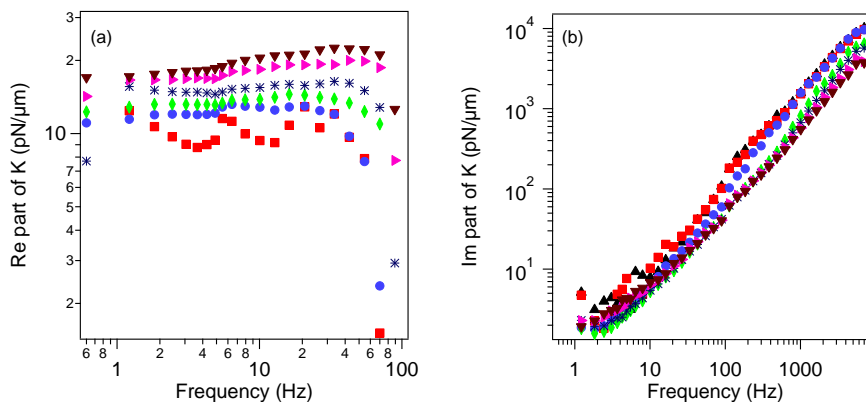 (a)
Re part of K (pN/μm)
3
2
10
7
6
5
4
3
2
6 8 2 4 6 8 2 4 6 8
1 10 100
Frequency (Hz)
(b)
Im part of K (pN/μm)
10^4
10^3
10^2
10^1
1 10 100 1000
Frequency (Hz)